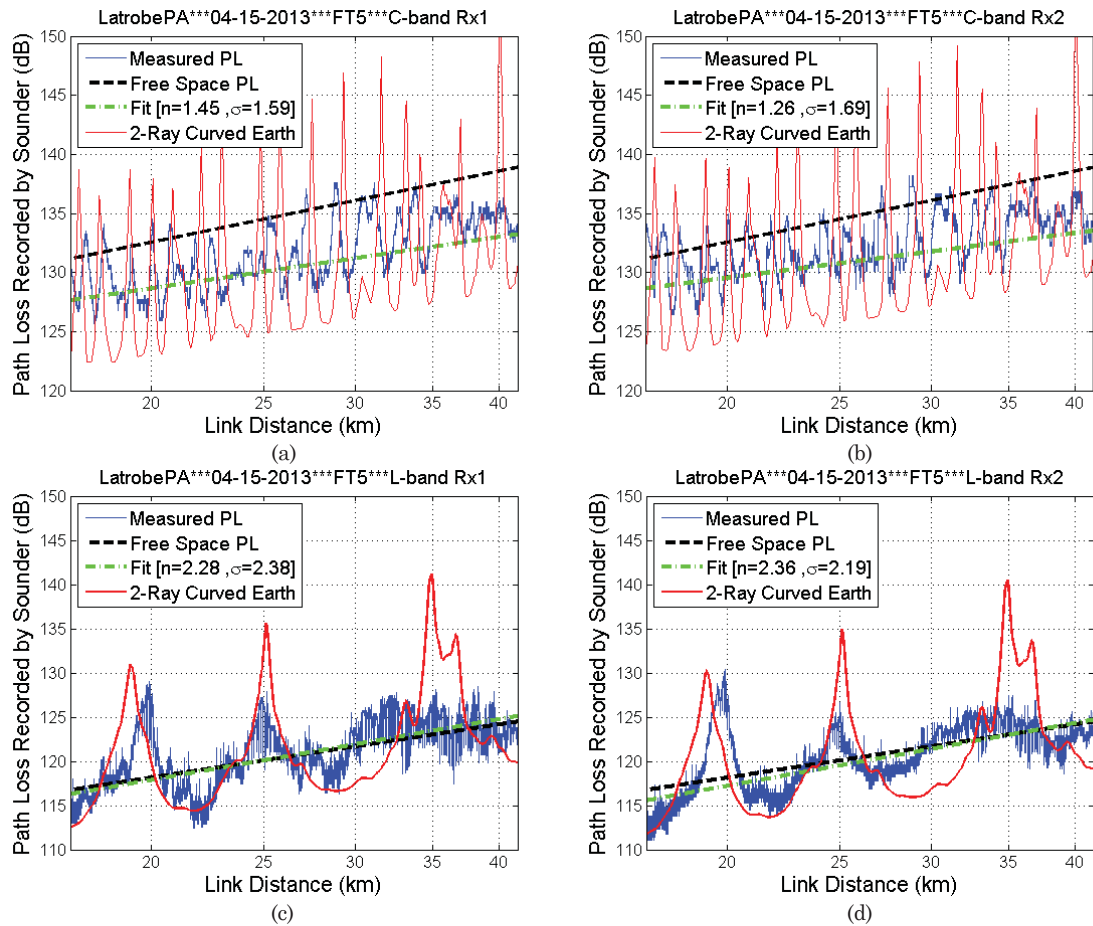 LatrobePA***04-15-2013***FT5***C-band Rx1
Path Loss Recorded by Sounder (dB)
150
145
140
135
130
125
120
Measured PL
Free Space PL
Fit [n=1.45 ,σ=1.59]
2-Ray Curved Earth
20
25
30
35
40
Link Distance (km)
(a)
LatrobePA***04-15-2013***FT5***C-band Rx2
Path Loss Recorded by Sounder (dB)
150
145
140
135
130
125
120
Measured PL
Free Space PL
Fit [n=1.26 ,σ=1.69]
2-Ray Curved Earth
20
25
30
35
40
Link Distance (km)
(b)
LatrobePA***04-15-2013***FT5***L-band Rx1
Path Loss Recorded by Sounder (dB)
150
145
140
135
130
125
120
115
110
Measured PL
Free Space PL
Fit [n=2.28 ,σ=2.38]
2-Ray Curved Earth
20
25
30
35
40
Link Distance (km)
(c)
LatrobePA***04-15-2013***FT5***L-band Rx2
Path Loss Recorded by Sounder (dB)
150
145
140
135
130
125
120
115
110
Measured PL
Free Space PL
Fit [n=2.36 ,σ=2.19]
2-Ray Curved Earth
20
25
30
35
40
Link Distance (km)
(d)